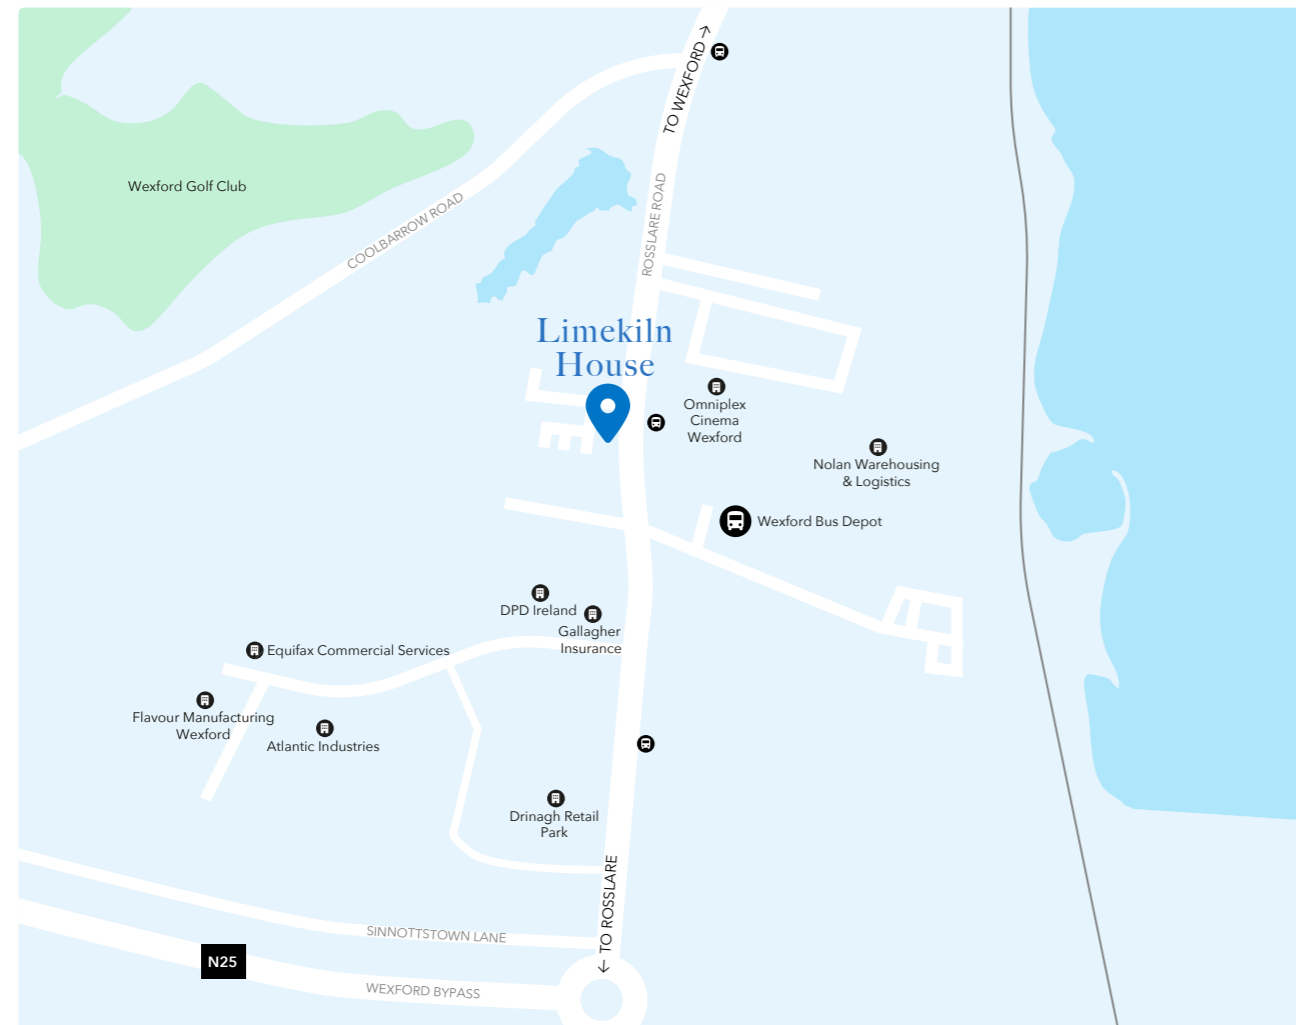 TO WEXFORD →
Wexford Golf Club
COOLBARROW ROAD
ROSSLARE ROAD
Limekiln
House
Omniplex
Cinema
Wexford
Nolan Warehousing
& Logistics
Wexford Bus Depot
DPD Ireland
Gallagher
Insurance
Equifax Commercial Services
Flavour Manufacturing
Wexford
Atlantic Industries
Drinagh Retail
Park
← TO ROSSLARE
SINNOTTSTOWN LANE
N25
WEXFORD BYPASS